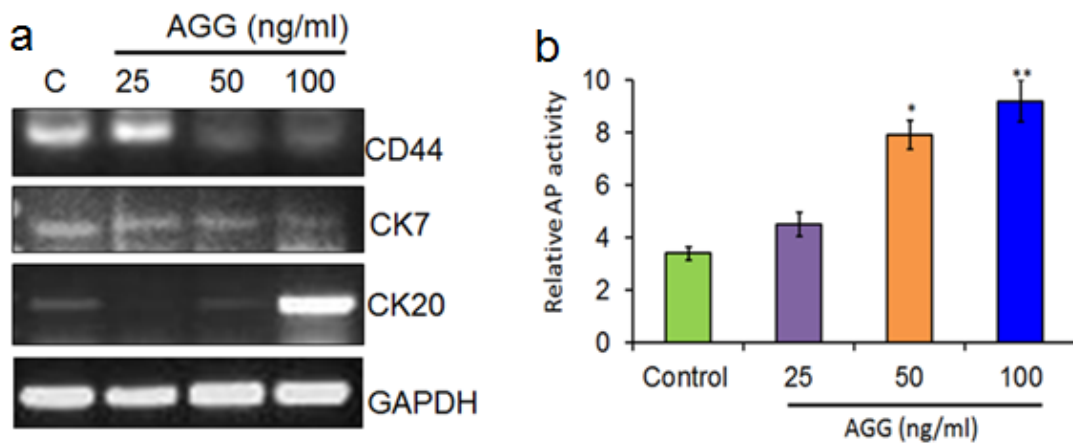 a
AGG (ng/ml)
C 25 50 100
CD44
CK7
CK20
GAPDH
b
Relative AP activity
10
8
6
4
2
0
*
**
Control 25 50 100
AGG (ng/ml)